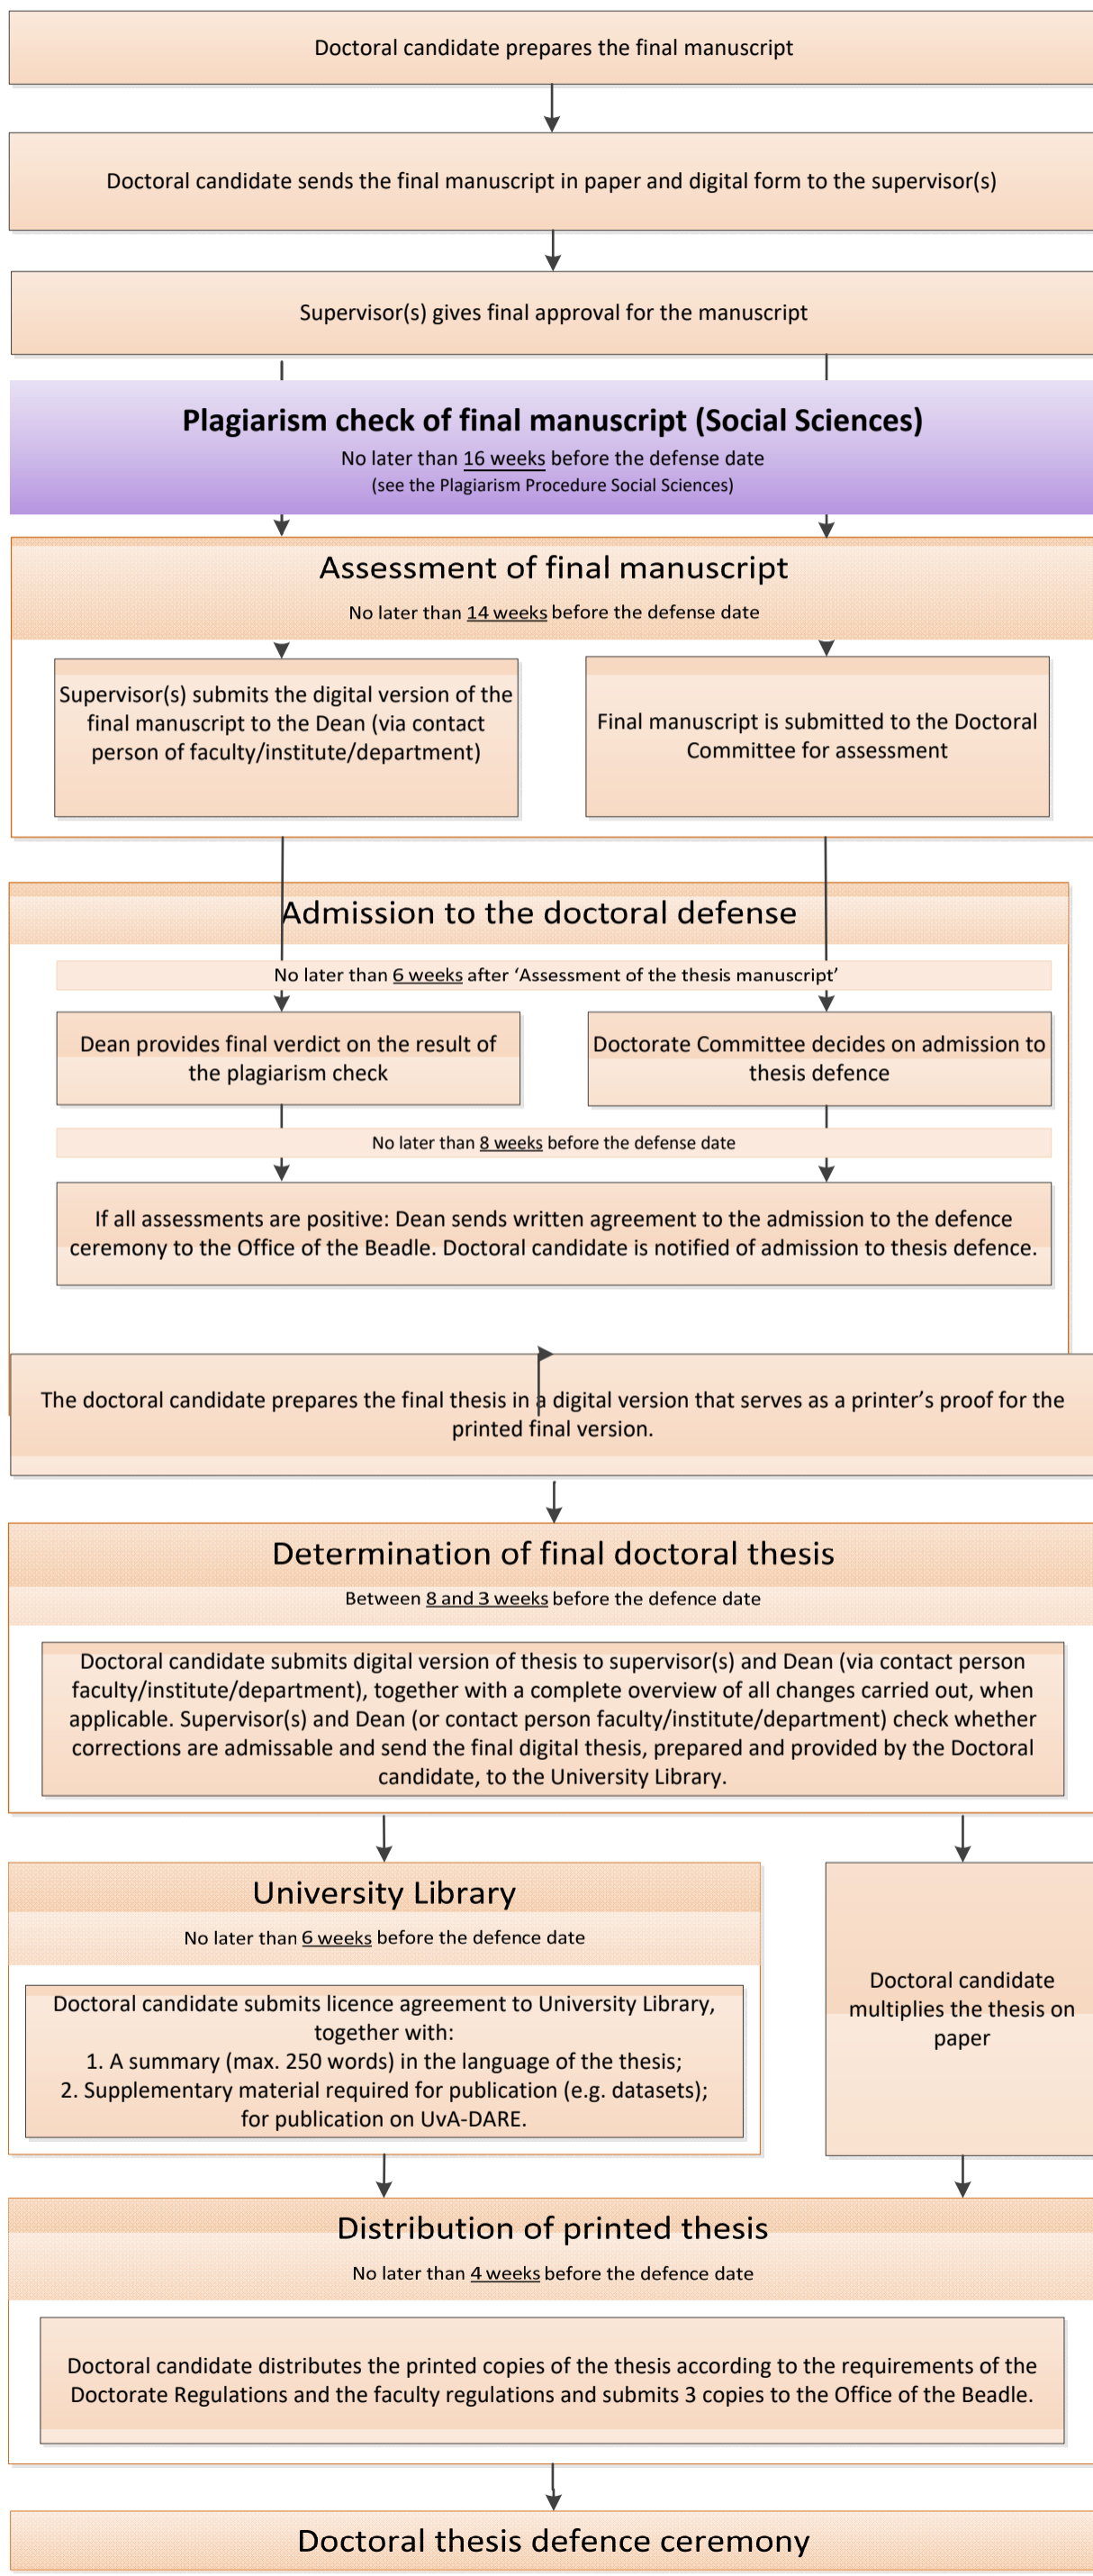 Doctoral candidate prepares the final manuscript
Doctoral candidate sends the final manuscript in paper and digital form to the supervisor(s)
Supervisor(s) gives final approval for the manuscript
Plagiarism check of final manuscript (Social Sciences)
No later than 16 weeks before the defense date
(see the Plagiarism Procedure Social Sciences)
Assessment of final manuscript
No later than 14 weeks before the defense date
Supervisor(s) submits the digital version of the
final manuscript to the Dean (via contact
person of faculty/institute/department)
Final manuscript is submitted to the Doctoral
Committee for assessment
Admission to the doctoral defense
No later than 6 weeks after ‘Assessment of the thesis manuscript’
Dean provides final verdict on the result of
the plagiarism check
Doctorate Committee decides on admission to
thesis defence
No later than 8 weeks before the defense date
If all assessments are positive: Dean sends written agreement to the admission to the defence
ceremony to the Office of the Beadle. Doctoral candidate is notified of admission to thesis defence.
The doctoral candidate prepares the final thesis in a digital version that serves as a printer’s proof for the
printed final version.
Determination of final doctoral thesis
Between 8 and 3 weeks before the defence date
Doctoral candidate submits digital version of thesis to supervisor(s) and Dean (via contact person
faculty/institute/department), together with a complete overview of all changes carried out, when
applicable. Supervisor(s) and Dean (or contact person faculty/institute/department) check whether
corrections are admissable and send the final digital thesis, prepared and provided by the Doctoral
candidate, to the University Library.
University Library
No later than 6 weeks before the defence date
Doctoral candidate submits licence agreement to University Library,
together with:
1. A summary (max. 250 words) in the language of the thesis;
2. Supplementary material required for publication (e.g. datasets);
for publication on UvA-DARE.
Doctoral candidate
multiplies the thesis on
paper
Distribution of printed thesis
No later than 4 weeks before the defence date
Doctoral candidate distributes the printed copies of the thesis according to the requirements of the
Doctorate Regulations and the faculty regulations and submits 3 copies to the Office of the Beadle.
Doctoral thesis defence ceremony